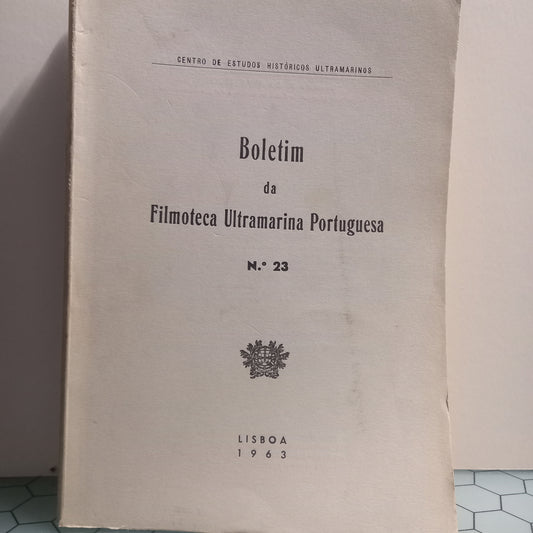 CENTRO DE ESTUDOS HISTÓRICOS ULTRAMARINOS
Boletim
da
Filmoteca Ultramarina Portuguesa
N.º 23
LISBOA
1963